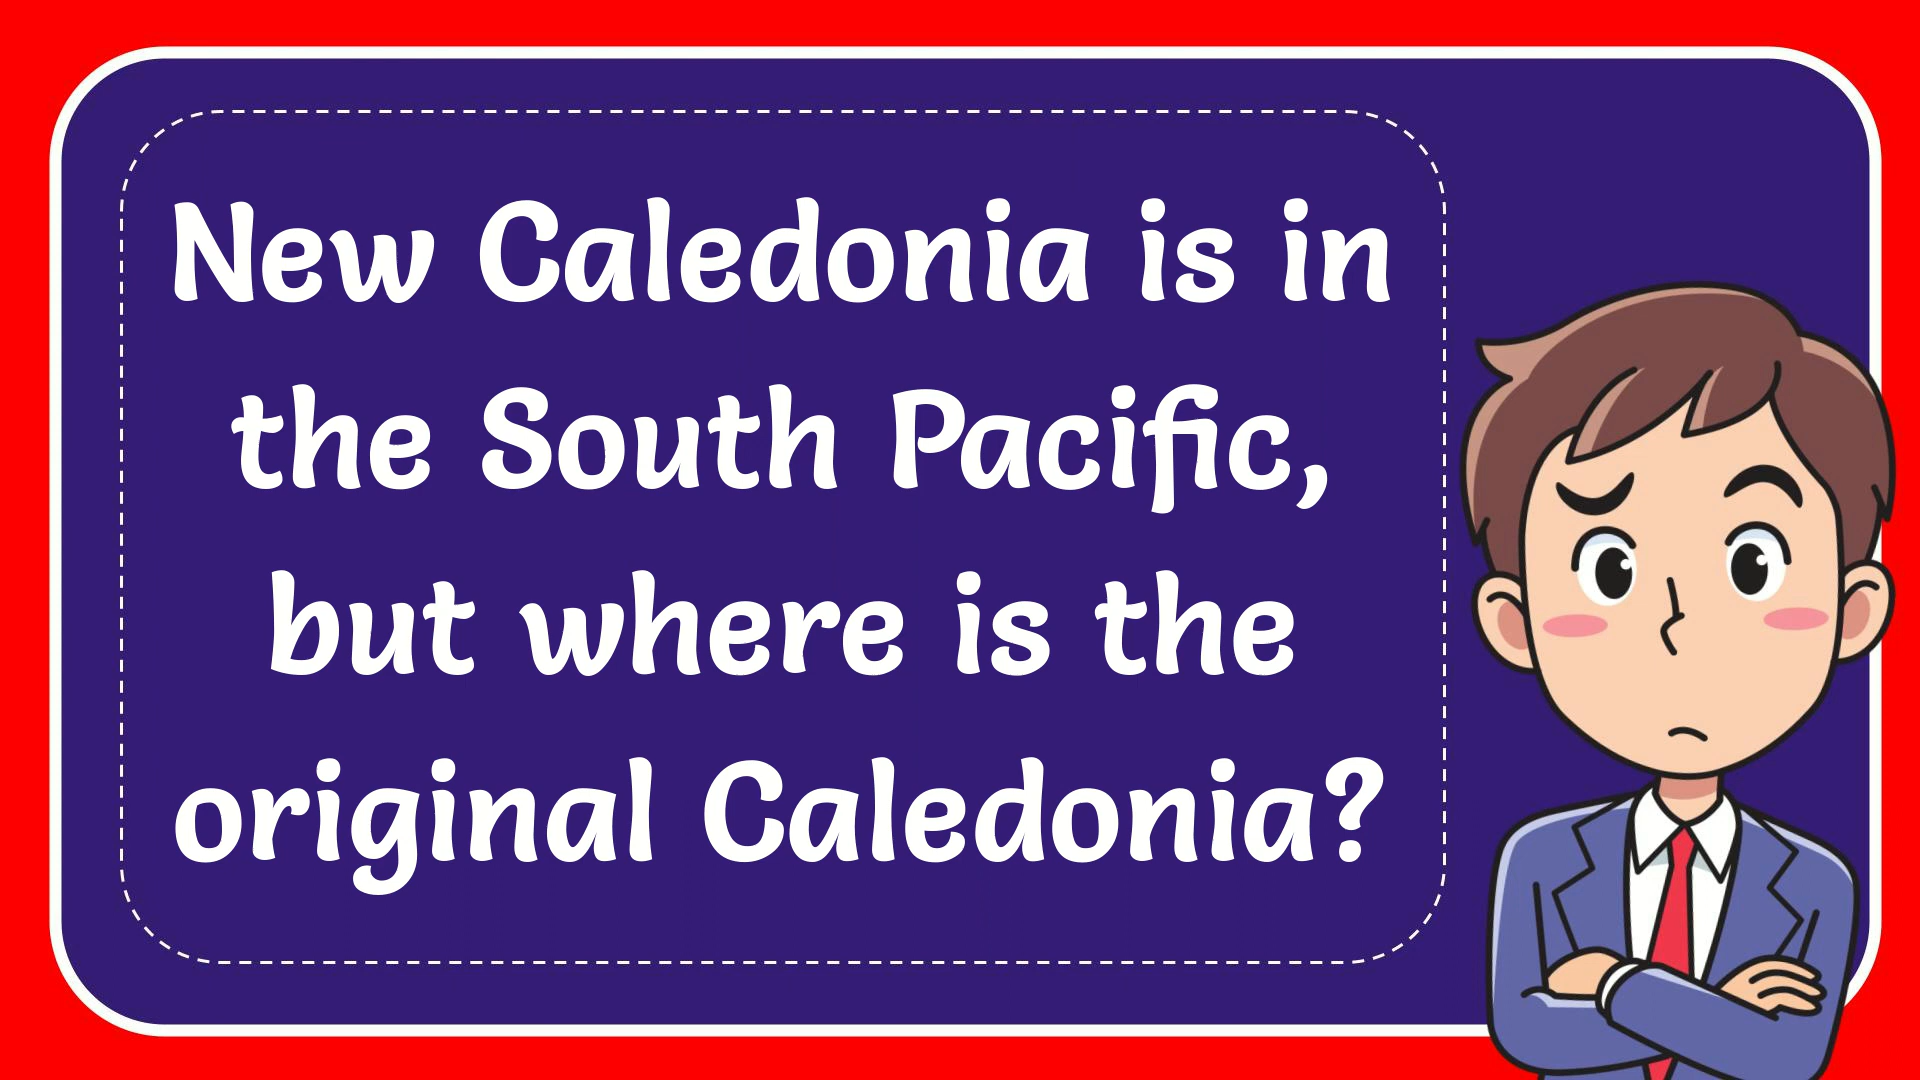 New Caledonia is in
the South Pacific,
but where is the
original Caledonia?